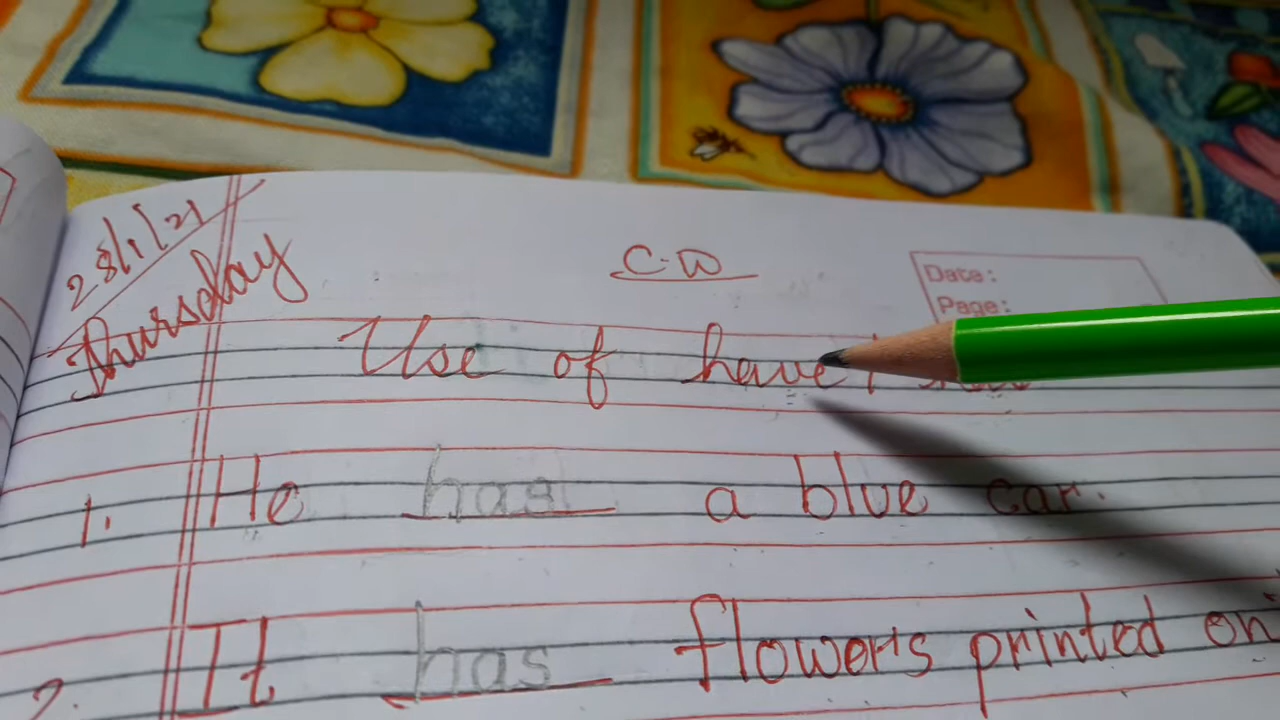 28/1/21
Thursday
C.W
Date:
Page:
Use of have/
1. He has a blue car.
2. It has flowers printed on